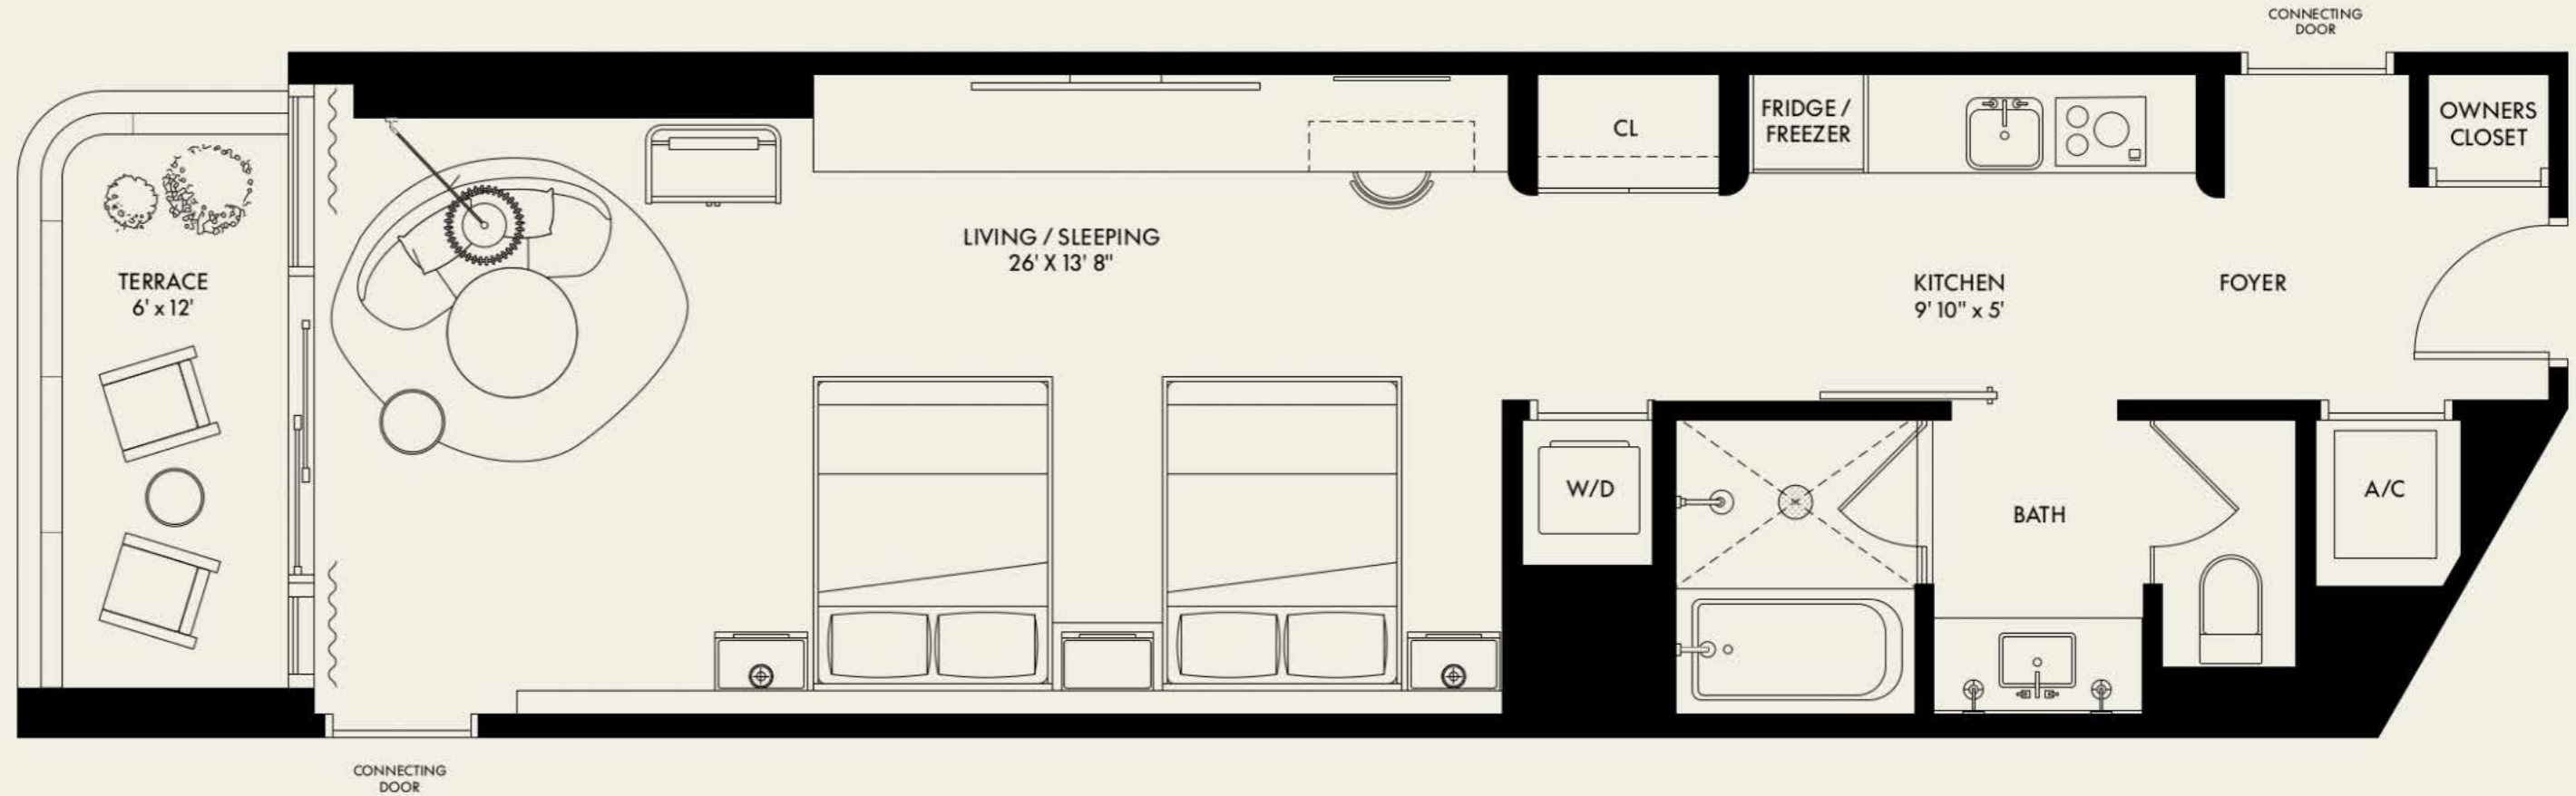 CONNECTING
DOOR
FRIDGE /
FREEZER
CL
OWNERS
CLOSET
LIVING / SLEEPING
26' X 13' 8"
TERRACE
6' x 12'
KITCHEN
9' 10" x 5'
FOYER
W/D
BATH
A/C
CONNECTING
DOOR